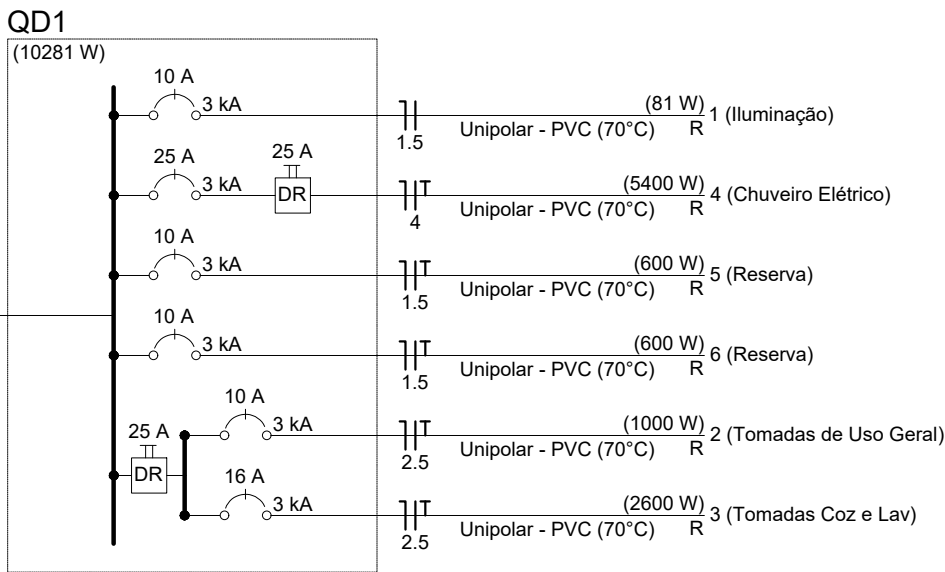 QD1
(10281 W)
10 A
3 kA
1.5
(81 W)
Unipolar - PVC (70°C)
R
1 (Iluminação)
25 A
3 kA
25 A
DR
4
(5400 W)
Unipolar - PVC (70°C)
R
4 (Chuveiro Elétrico)
10 A
3 kA
T
1.5
(600 W)
Unipolar - PVC (70°C)
R
5 (Reserva)
10 A
3 kA
1.5
(600 W)
Unipolar - PVC (70°C)
R
6 (Reserva)
25 A
DR
10 A
3 kA
2.5
(1000 W)
Unipolar - PVC (70°C)
R
2 (Tomadas de Uso Geral)
16 A
3 kA
2.5
(2600 W)
Unipolar - PVC (70°C)
R
3 (Tomadas Coz e Lav)